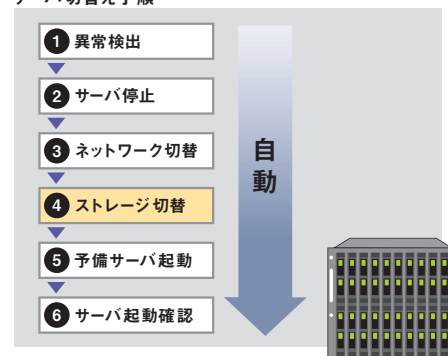 サーバ切替え手順
1 異常検出
2 サーバ停止
3 ネットワーク切替
4 ストレージ切替
5 予備サーバ起動
6 サーバ起動確認
自動